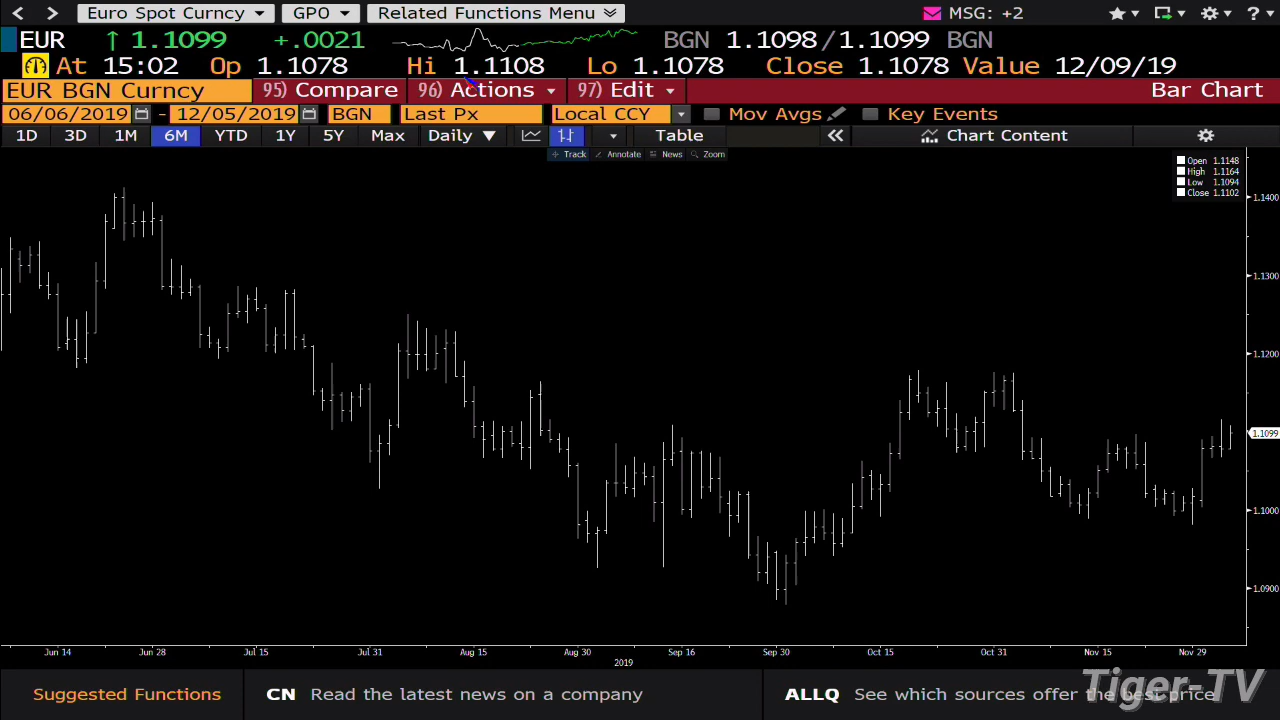 Euro Spot Curncy GPO Related Functions Menu MSG: +2
EUR 1.1099 +.0021 BGN 1.1098/1.1099 BGN
At 15:02 Op 1.1078 Hi 1.1108 Lo 1.1078 Close 1.1078 Value 12/09/19
EUR BGN Curncy 95) Compare 96) Actions 97) Edit Bar Chart
06/06/2019 - 12/05/2019 BGN Last Px Local CCY Mov Avgs Key Events
1D 3D 1M 6M YTD 1Y 5Y Max Daily Table Chart Content
Track Annotate News Zoom
Open 1.1148
High 1.1164
Low 1.1094
Close 1.1102
1.1400
1.1300
1.1200
1.1099
1.1000
1.0900
Jun 14 Jun 28 Jul 15 Jul 31 Aug 15 Aug 30 Sep 16 Sep 30 Oct 15 Oct 31 Nov 15 Nov 29
2019
Suggested Functions CN Read the latest news on a company ALLQ See which sources offer the best price
Tiger-TV